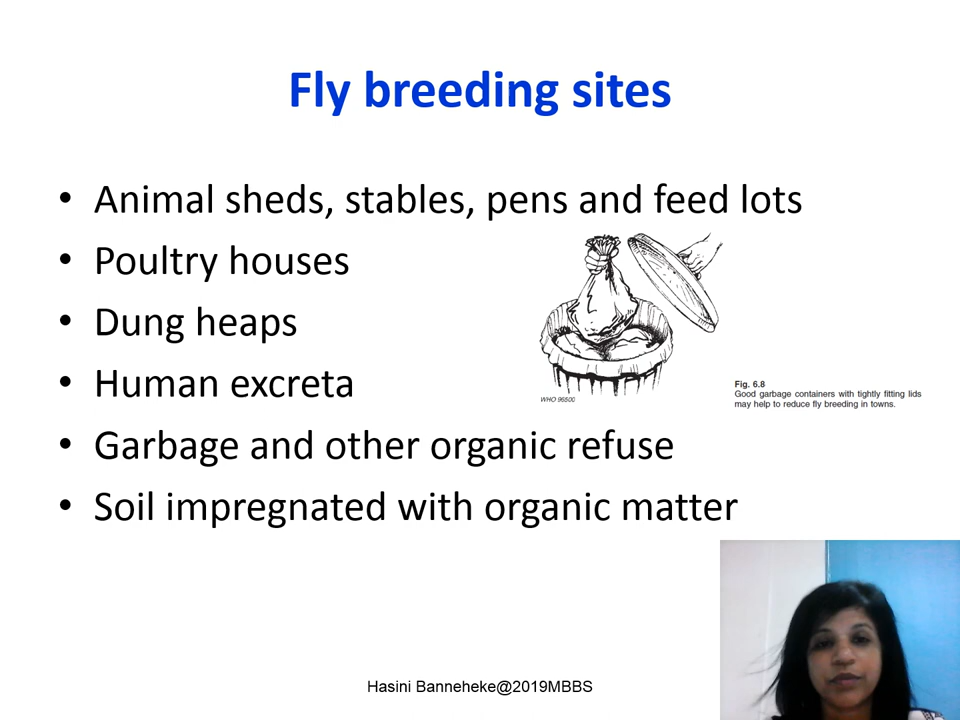 Fly breeding sites
• Animal sheds, stables, pens and feed lots
• Poultry houses
• Dung heaps
• Human excreta
WHO 95500
Fig. 6.8
Good garbage containers with tightly fitting lids
may help to reduce fly breeding in towns.
• Garbage and other organic refuse
• Soil impregnated with organic matter
Hasini Banneheke@2019MBBS